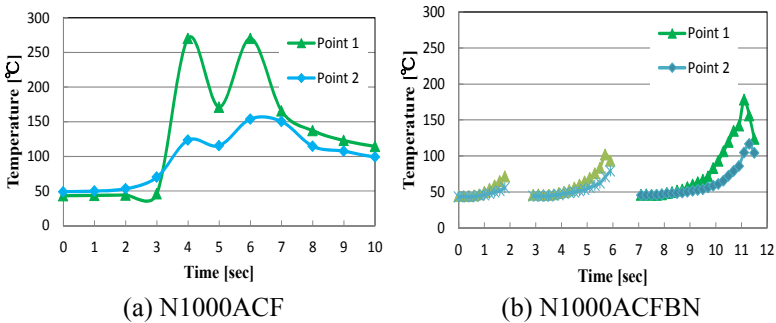 300
250
200
150
100
50
0
Temperature [℃]
Point 1
Point 2
0 1 2 3 4 5 6 7 8 9 10
Time [sec]
(a) N1000ACF
300
250
200
150
100
50
0
Temperature [℃]
Point 1
Point 2
0 1 2 3 4 5 6 7 8 9 10 11 12
Time [sec]
(b) N1000ACFBN